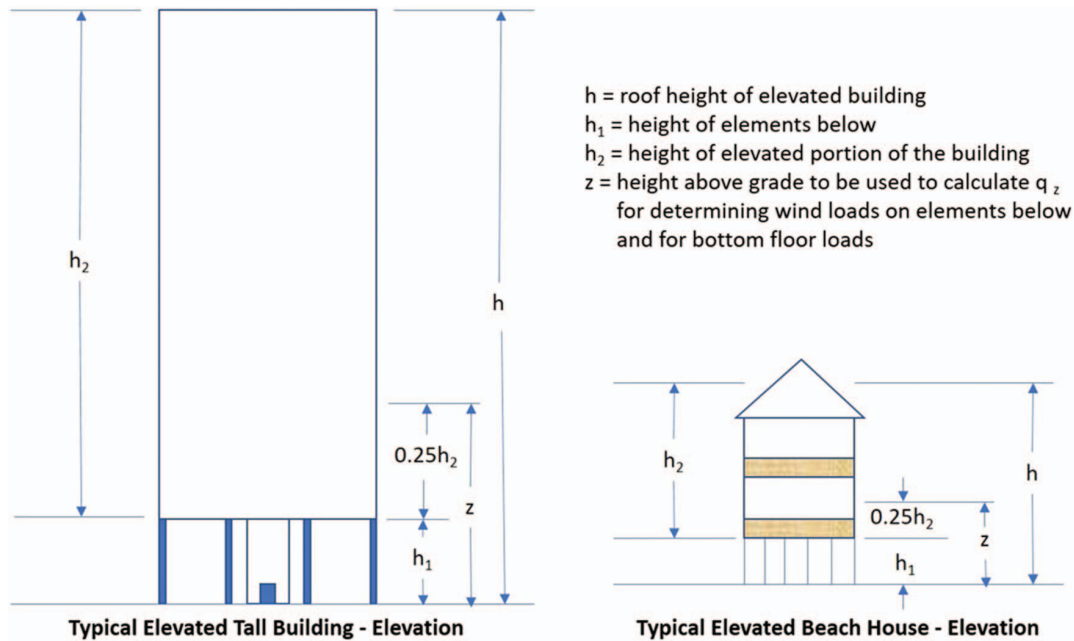 h = roof height of elevated building
h₁ = height of elements below
h₂ = height of elevated portion of the building
z = height above grade to be used to calculate q z
for determining wind loads on elements below
and for bottom floor loads
h₂
h
0.25h₂
z
h₁
h₂
h
0.25h₂
z
h₁
Typical Elevated Tall Building - Elevation
Typical Elevated Beach House - Elevation